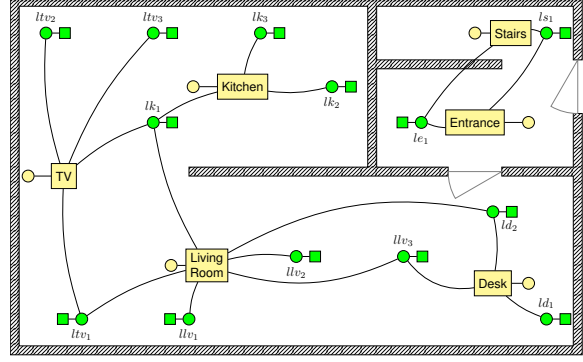 ltv₂ ltv₃ lk₃ ls₁
Stairs
Kitchen
lk₁ lk₂
Entrance
le₁
TV
ld₂
Living
Room
llv₃
llv₂
Desk
ltv₁ llv₁ ld₁